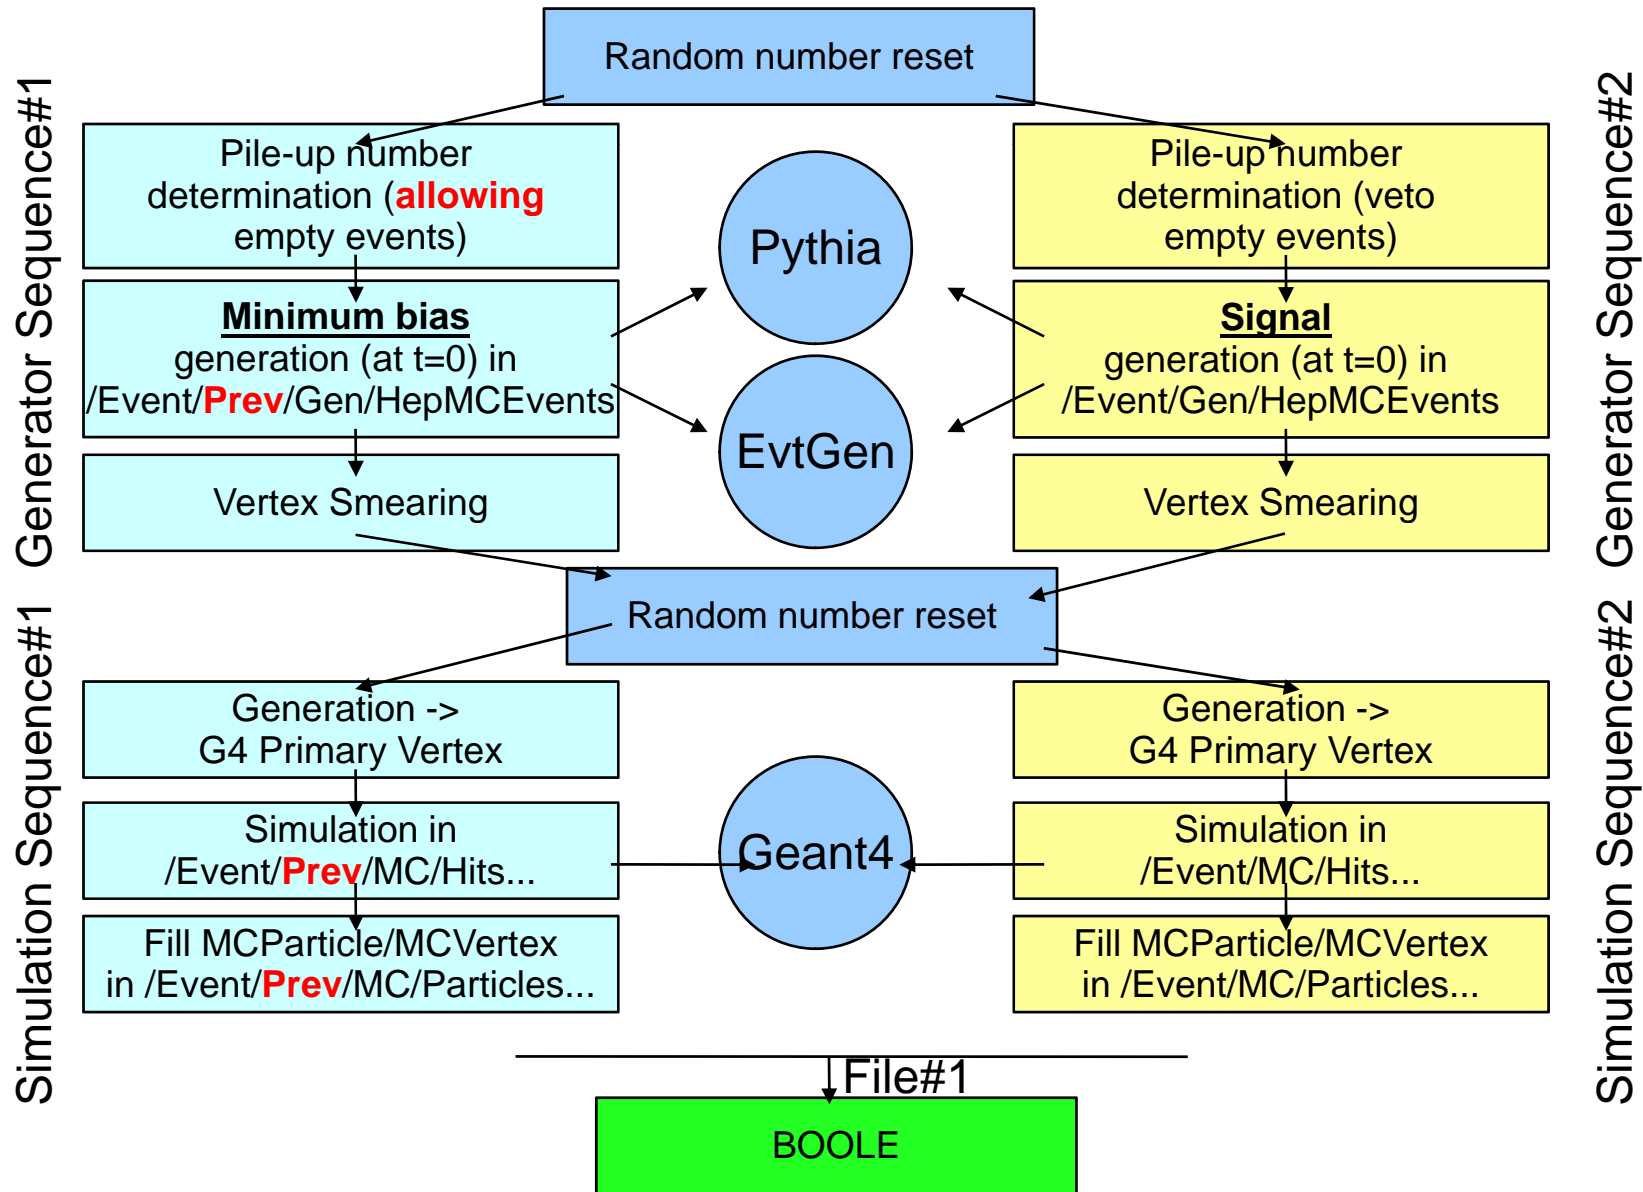 Random number reset
Generator Sequence#1
Pile-up number
determination (allowing
empty events)
Minimum bias
generation (at t=0) in
/Event/Prev/Gen/HepMCEvents
Vertex Smearing
Pythia
EvtGen
Pile-up number
determination (veto
empty events)
Signal
generation (at t=0) in
/Event/Gen/HepMCEvents
Vertex Smearing
Generator Sequence#2
Random number reset
Simulation Sequence#1
Generation ->
G4 Primary Vertex
Simulation in
/Event/Prev/MC/Hits...
Fill MCParticle/MCVertex
in /Event/Prev/MC/Particles...
Geant4
Generation ->
G4 Primary Vertex
Simulation in
/Event/MC/Hits...
Fill MCParticle/MCVertex
in /Event/MC/Particles...
Simulation Sequence#2
File#1
BOOLE